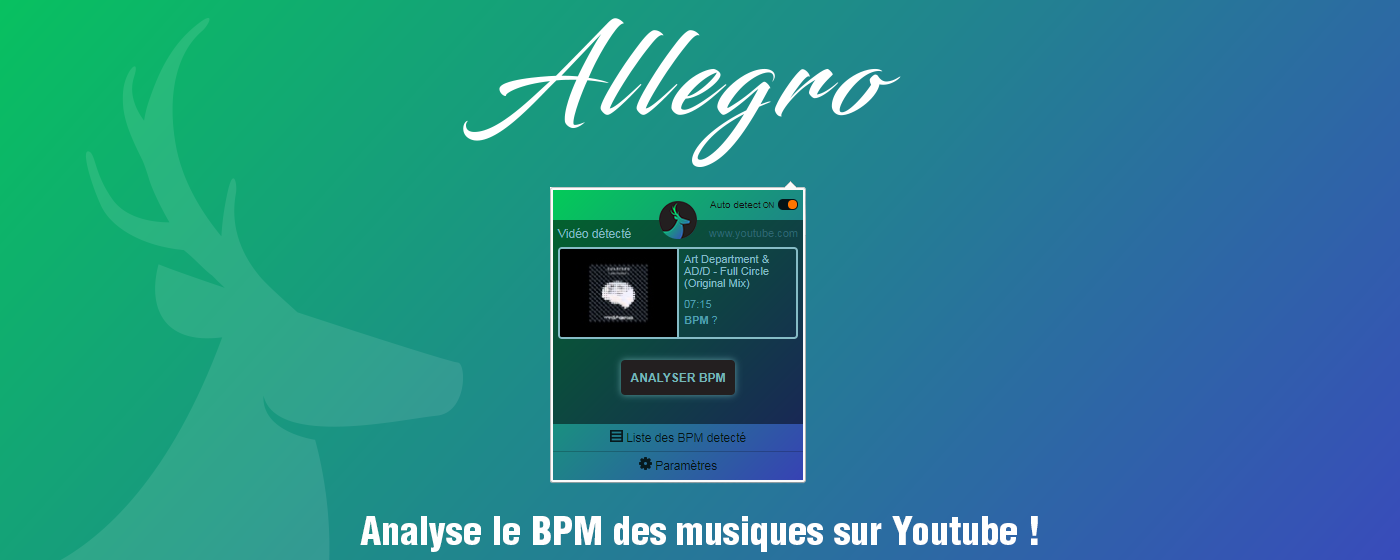 Allegro
Auto detect ON
Vidéo détecté
www.youtube.com
Art Department &
AD/D - Full Circle
(Original Mix)
07:15
BPM ?
ANALYSER BPM
Liste des BPM detecté
Paramètres
Analyse le BPM des musiques sur Youtube !